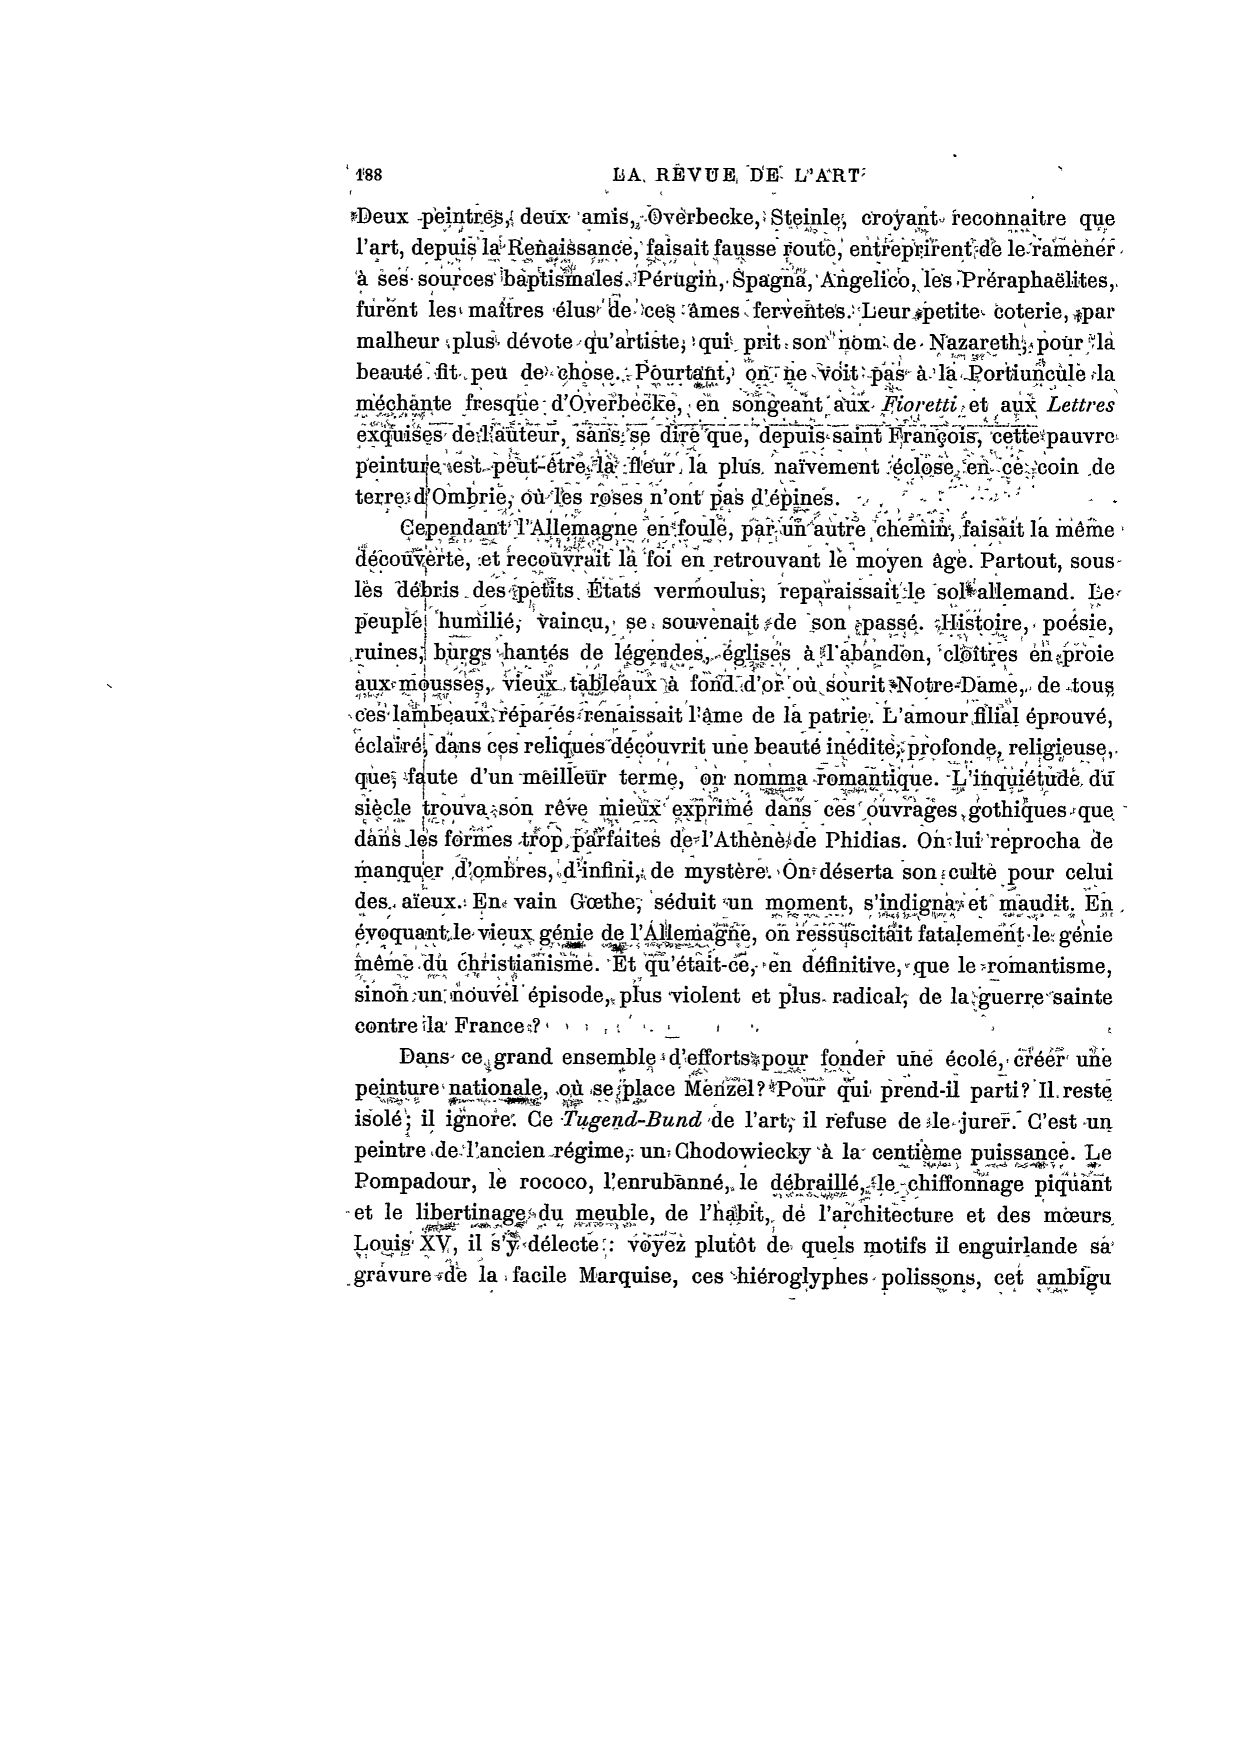 188 LA REVUE DE L'ART
Deux peintres, deux amis, Overbecke, Steinle, croyant reconnaitre que
l'art, depuis la Renaissance, faisait fausse route, entreprirent de le ramener
à ses sources baptismales. Pérugin, Spagna, Angelico, les Préraphaëlites,
furent les maîtres élus de ces âmes ferventes. Leur petite coterie, par
malheur plus dévote qu'artiste, qui prit son nom de Nazareth, pour la
beauté fit peu de chose. Pourtant, on ne voit pas à la Portiuncule la
méchante fresque d'Overbecke, en songeant aux Fioretti et aux Lettres
exquises de l'auteur, sans se dire que, depuis saint François, cette pauvre
peinture est peut-être la fleur la plus naïvement éclose en ce coin de
terre d'Ombrie, où les roses n'ont pas d'épines.
Cependant l'Allemagne en foule, par un autre chemin, faisait la même
découverte, et recouvrait la foi en retrouvant le moyen âge. Partout, sous
les débris des petits États vermoulus, reparaissait le sol allemand. Le
peuple humilié, vaincu, se souvenait de son passé. Histoire, poésie,
ruines, burgs hantés de légendes, églises à l'abandon, cloîtres en proie
aux mousses, vieux tableaux à fond d'or où sourit Notre-Dame, de tous
ces lambeaux réparés renaissait l'âme de la patrie. L'amour filial éprouvé,
éclairé, dans ces reliques découvrit une beauté inédite, profonde, religieuse,
que, faute d'un meilleur terme, on nomma romantique. L'inquiétude du
siècle trouva son rêve mieux exprimé dans ces ouvrages gothiques que
dans les formes trop parfaites de l'Athène de Phidias. On lui reprocha de
manquer d'ombres, d'infini, de mystère. On déserta son culte pour celui
des aïeux. En vain Gœthe, séduit un moment, s'indigna et maudit. En
évoquant le vieux génie de l'Allemagne, on ressuscitait fatalement le génie
même du christianisme. Et qu'était-ce, en définitive, que le romantisme,
sinon un nouvel épisode, plus violent et plus radical, de la guerre sainte
contre la France ?
Dans ce grand ensemble d'efforts pour fonder une école, créer une
peinture nationale, où se place Menzel? Pour qui prend-il parti? Il reste
isolé; il ignore. Ce Tugend-Bund de l'art, il refuse de le jurer. C'est un
peintre de l'ancien régime, un Chodowiecky à la centième puissance. Le
Pompadour, le rococo, l'enrubanné, le débraillé, le chiffonnage piquant
et le libertinage du meuble, de l'habit, de l'architecture et des mœurs
Louis XV, il s'y délecte : voyez plutôt de quels motifs il enguirlande sa
gravure de la facile Marquise, ces hiéroglyphes polissons, cet ambigu